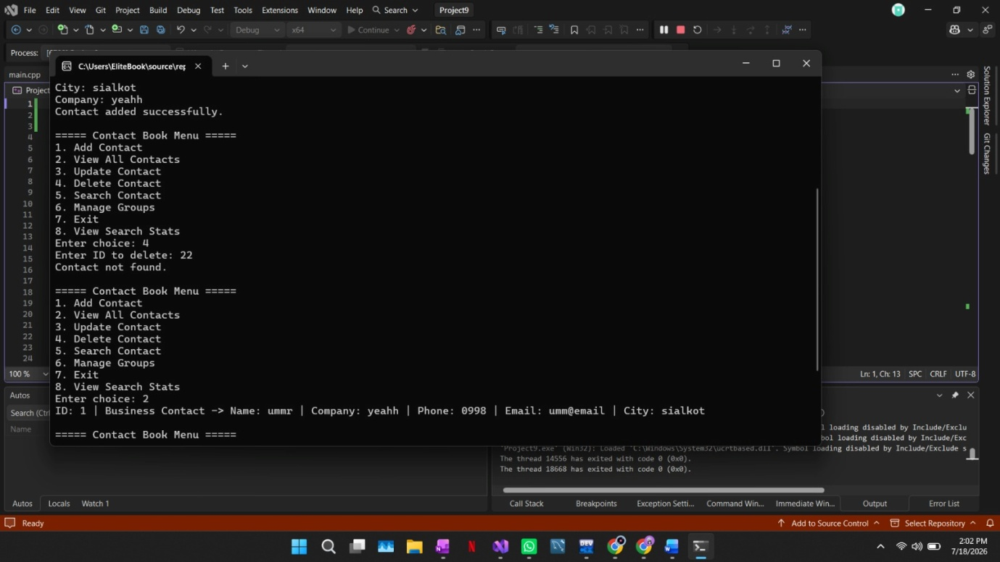 File Edit View Git Project Build Debug Test Tools Extensions Window Help Search Project9
Debug x64 Continue
Process:
C:\Users\EliteBook\source\rep
main.cpp
Project
City: sialkot
Company: yeahh
Contact added successfully.
===== Contact Book Menu =====
1. Add Contact
2. View All Contacts
3. Update Contact
4. Delete Contact
5. Search Contact
6. Manage Groups
7. Exit
8. View Search Stats
Enter choice: 4
Enter ID to delete: 22
Contact not found.
===== Contact Book Menu =====
1. Add Contact
2. View All Contacts
3. Update Contact
4. Delete Contact
5. Search Contact
6. Manage Groups
7. Exit
8. View Search Stats
Enter choice: 2
ID: 1 | Business Contact -> Name: ummr | Company: yeahh | Phone: 0998 | Email: umm@email | City: sialkot
===== Contact Book Menu =====
1
2
3
4
5
6
7
8
9
10
11
12
13
14
15
16
17
18
19
20
21
22
23
24
Solution Explorer
Git Changes
100 %
Ln: 1, Ch: 13 SPC CRLF UTF-8
Autos
Search (Ctrl
Name
loading disabled by Include/Exclu
bol loading disabled by Include/Exc
'Project9.exe' (Win32): Loaded 'C:\Windows\System32\ucrtbased.dll'. Symbol loading disabled by Include/Exclude s
The thread 14556 has exited with code 0 (0x0).
The thread 18668 has exited with code 0 (0x0).
Autos Locals Watch 1
Call Stack Breakpoints Exception Setti... Command Win... Immediate Win... Output Error List
Ready
Add to Source Control Select Repository
DEV
2:02 PM
7/18/2026